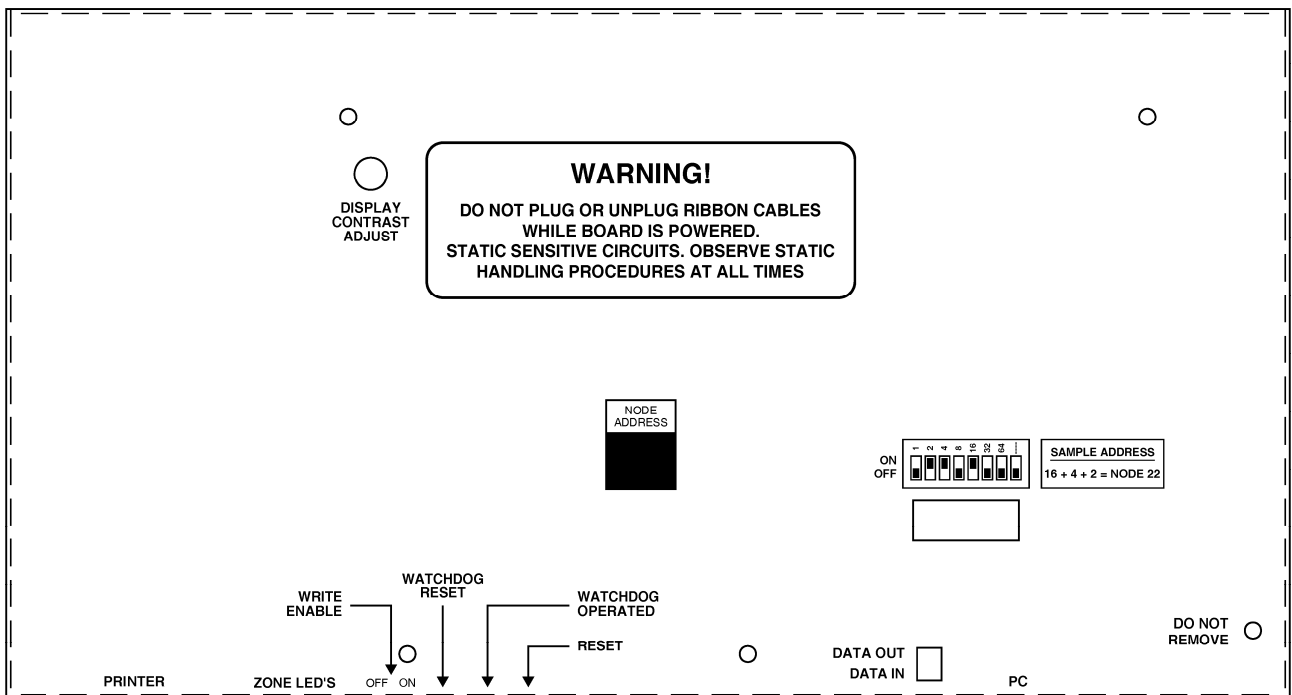 DISPLAY
CONTRAST
ADJUST
WARNING!
DO NOT PLUG OR UNPLUG RIBBON CABLES
WHILE BOARD IS POWERED.
STATIC SENSITIVE CIRCUITS. OBSERVE STATIC
HANDLING PROCEDURES AT ALL TIMES
NODE
ADDRESS
ON
OFF
1 2 4 8 16 32 64 ----
SAMPLE ADDRESS
16 + 4 + 2 = NODE 22
WRITE
ENABLE
WATCHDOG
RESET
WATCHDOG
OPERATED
RESET
DATA OUT
DATA IN
DO NOT
REMOVE
PRINTER
ZONE LED'S
OFF ON
PC